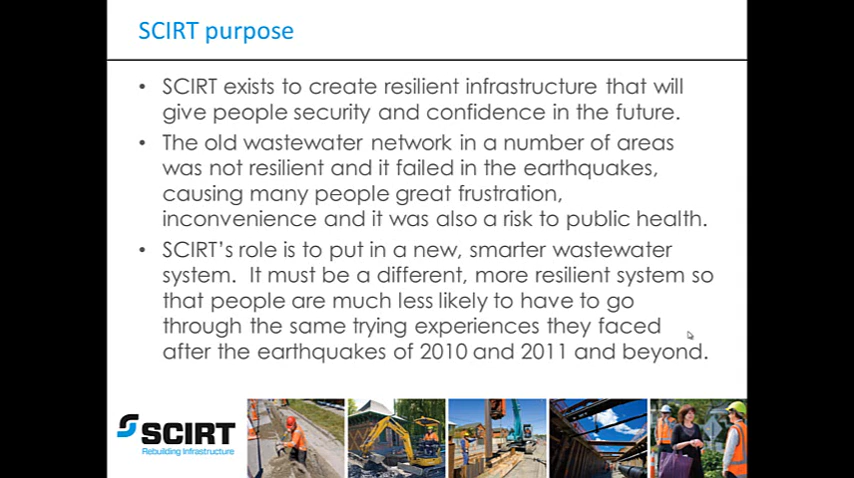 SCIRT purpose
• SCIRT exists to create resilient infrastructure that will
give people security and confidence in the future.
• The old wastewater network in a number of areas
was not resilient and it failed in the earthquakes,
causing many people great frustration,
inconvenience and it was also a risk to public health.
• SCIRT’s role is to put in a new, smarter wastewater
system.  It must be a different, more resilient system so
that people are much less likely to have to go
through the same trying experiences they faced
after the earthquakes of 2010 and 2011 and beyond.
SCIRT
Rebuilding Infrastructure